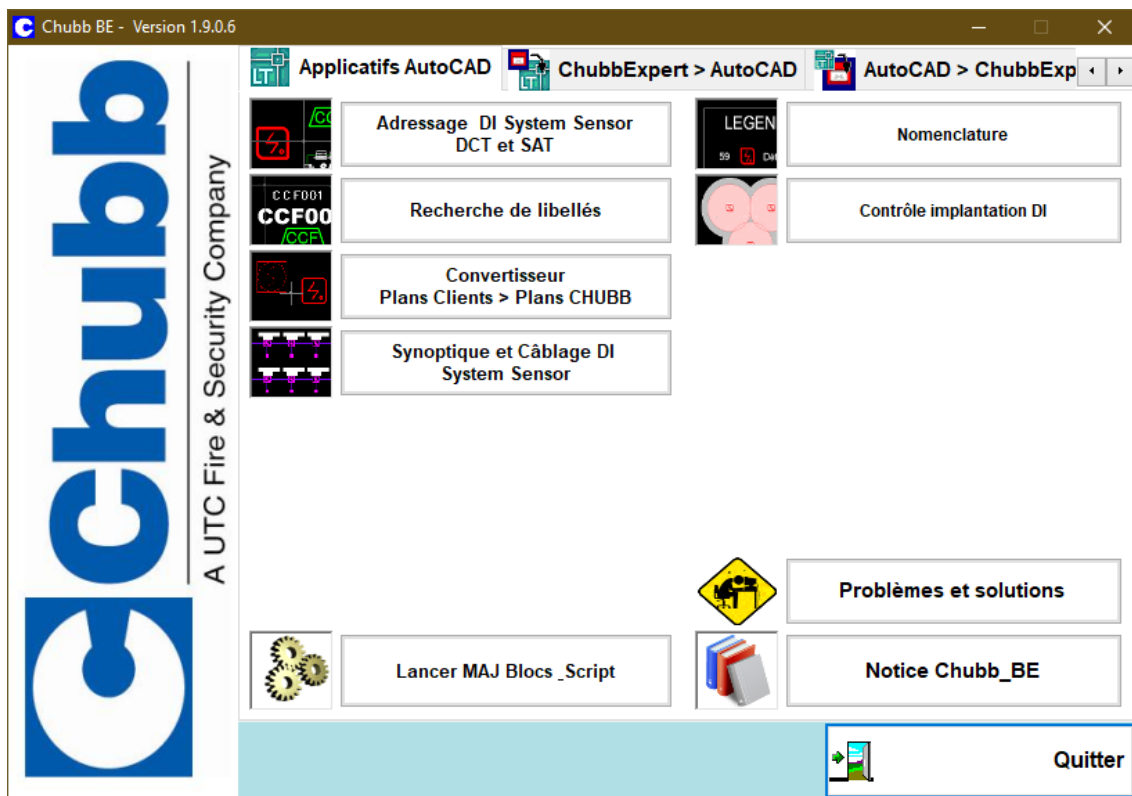 Chubb BE - Version 1.9.0.6
Applicatifs AutoCAD
ChubbExpert > AutoCAD
AutoCAD > ChubbExp
Chubb
A UTC Fire & Security Company
Adressage DI System Sensor
DCT et SAT
LEGEN
59
Nomenclature
CCF001
CCF00
CCF
Recherche de libellés
Contrôle implantation DI
Convertisseur
Plans Clients > Plans CHUBB
Synoptique et Câblage DI
System Sensor
Problèmes et solutions
Lancer MAJ Blocs _Script
Notice Chubb_BE
Quitter